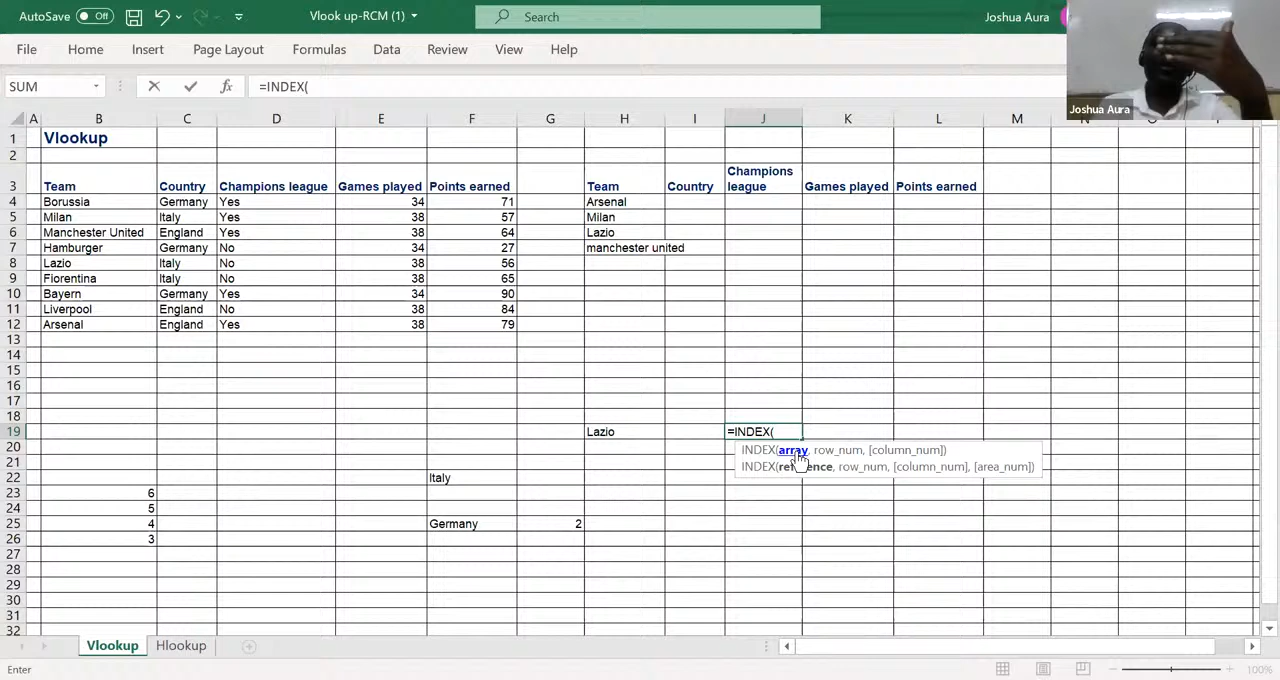 AutoSave Off Vlook up-RCM (1) Search Joshua Aura
File Home Insert Page Layout Formulas Data Review View Help
SUM fx =INDEX(
Joshua Aura
A B C D E F G H I J K L M N
1 Vlookup
2
3 Team Country Champions league Games played Points earned Team Country Champions league Games played Points earned
4 Borussia Germany Yes 34 71 Arsenal
5 Milan Italy Yes 38 57 Milan
6 Manchester United England Yes 38 64 Lazio
7 Hamburger Germany No 34 27 manchester united
8 Lazio Italy No 38 56
9 Fiorentina Italy No 38 65
10 Bayern Germany Yes 34 90
11 Liverpool England No 38 84
12 Arsenal England Yes 38 79
13
14
15
16
17
18
19 Lazio =INDEX(
20 INDEX(array, row_num, [column_num])
21 INDEX(reference, row_num, [column_num], [area_num])
22 Italy
23 6
24 5
25 4 Germany 2
26 3
27
28
29
30
31
32
Vlookup Hlookup
Enter 100%